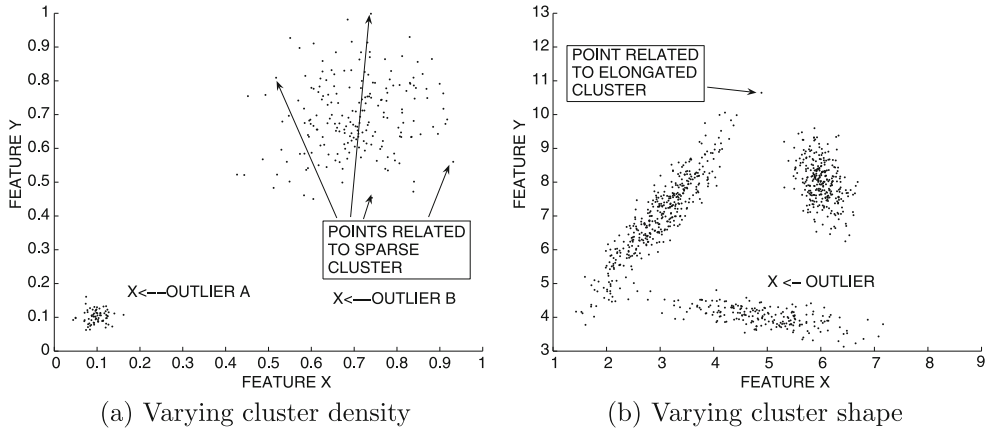 1
0.9
0.8
0.7
0.6
0.5
0.4
0.3
0.2
0.1
0
FEATURE Y
POINTS RELATED
TO SPARSE
CLUSTER
X<--OUTLIER A
X<—OUTLIER B
0 0.1 0.2 0.3 0.4 0.5 0.6 0.7 0.8 0.9 1
FEATURE X
(a) Varying cluster density
13
12
11
10
9
8
7
6
5
4
3
FEATURE Y
POINT RELATED
TO ELONGATED
CLUSTER
X <– OUTLIER
1 2 3 4 5 6 7 8 9
FEATURE X
(b) Varying cluster shape